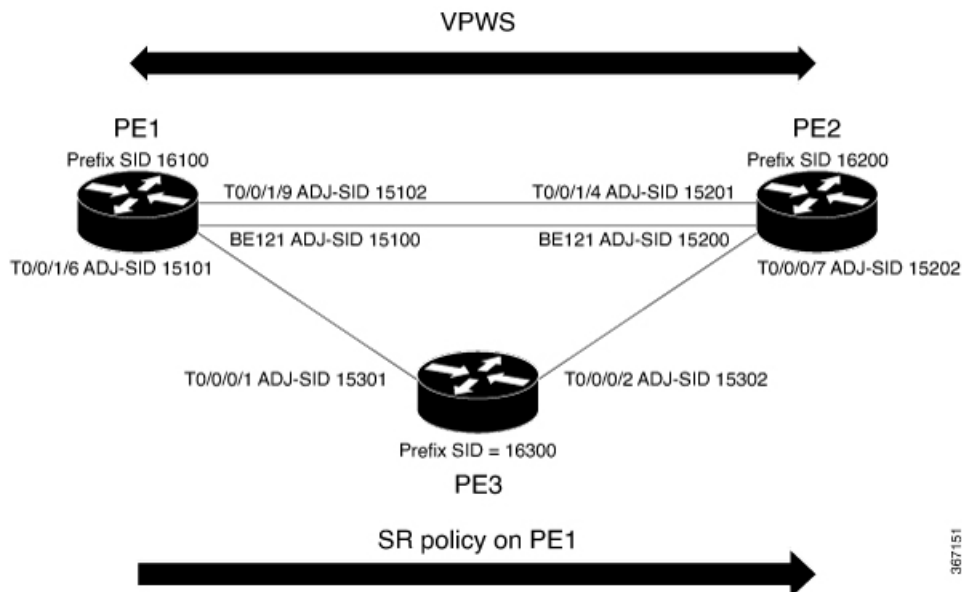 VPWS
PE1
PE2
Prefix SID 16100
Prefix SID 16200
T0/0/1/9 ADJ-SID 15102
T0/0/1/4 ADJ-SID 15201
BE121 ADJ-SID 15100
BE121 ADJ-SID 15200
T0/0/1/6 ADJ-SID 15101
T0/0/0/7 ADJ-SID 15202
T0/0/0/1 ADJ-SID 15301
T0/0/0/2 ADJ-SID 15302
Prefix SID = 16300
PE3
SR policy on PE1
367151